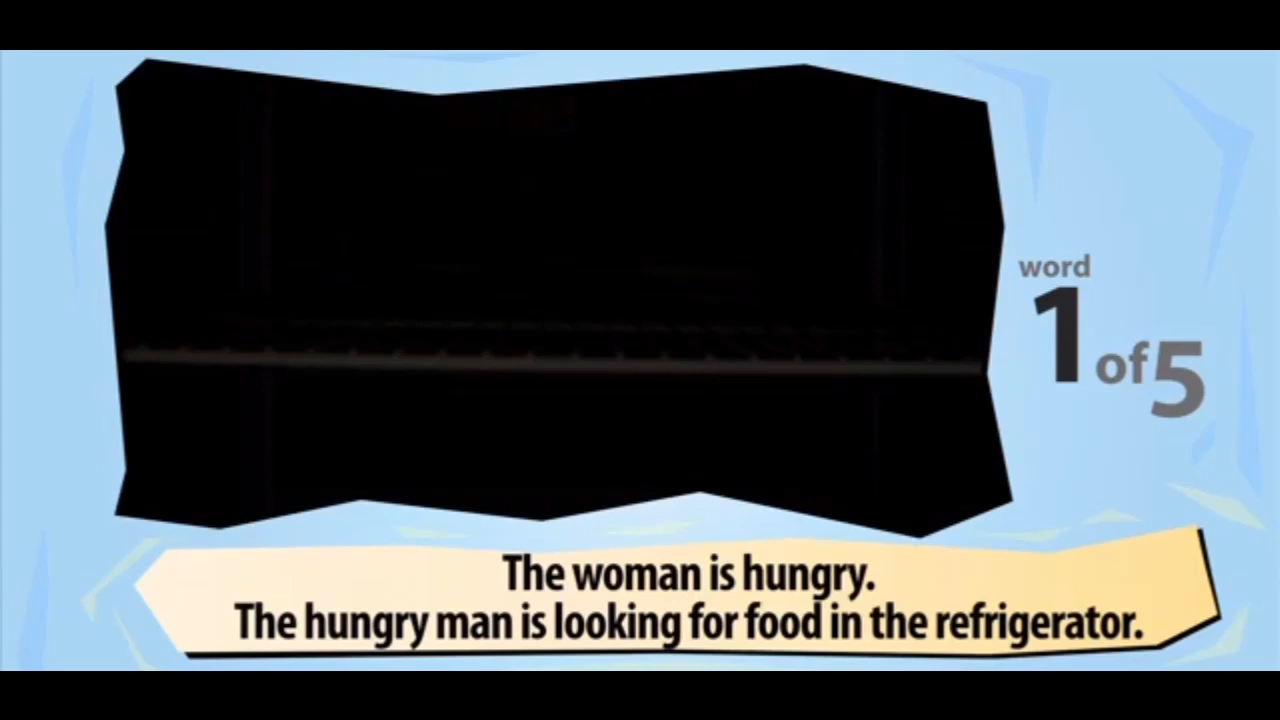 word
1 of 5
The woman is hungry.
The hungry man is looking for food in the refrigerator.